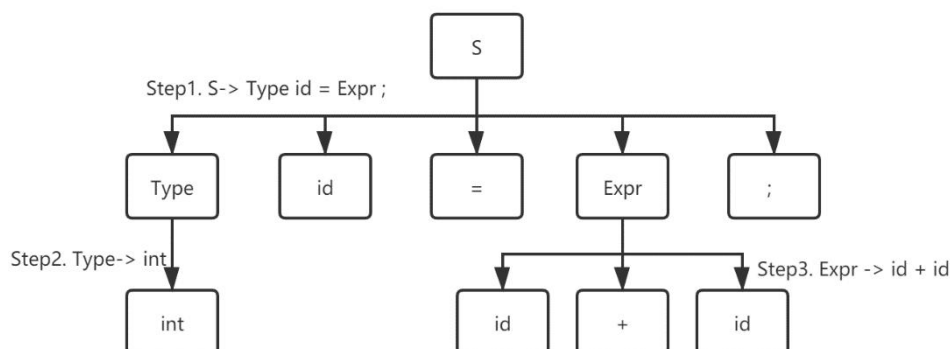 S
Step1. S-> Type id = Expr ;
Type
id
=
Expr
;
Step2. Type-> int
Step3. Expr -> id + id
int
id
+
id